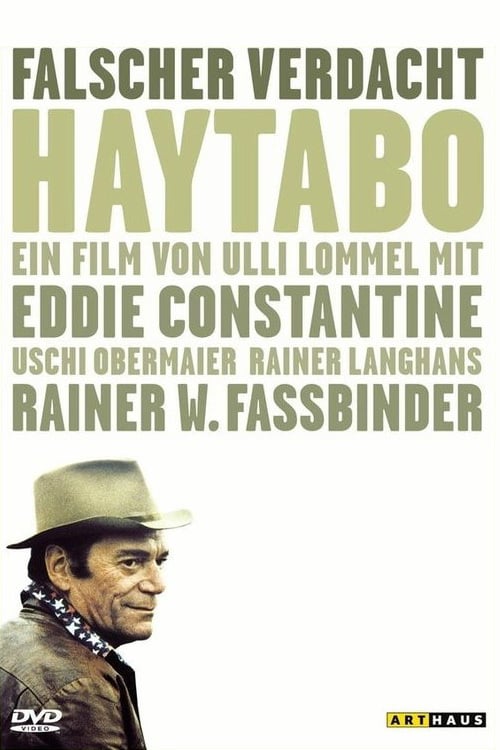 FALSCHER VERDACHT
HAYTABO
EIN FILM VON ULLI LOMMEL MIT
EDDIE CONSTANTINE
USCHI OBERMAIER RAINER LANGHANS
RAINER W. FASSBINDER
DVD
VIDEO
ARTHAUS